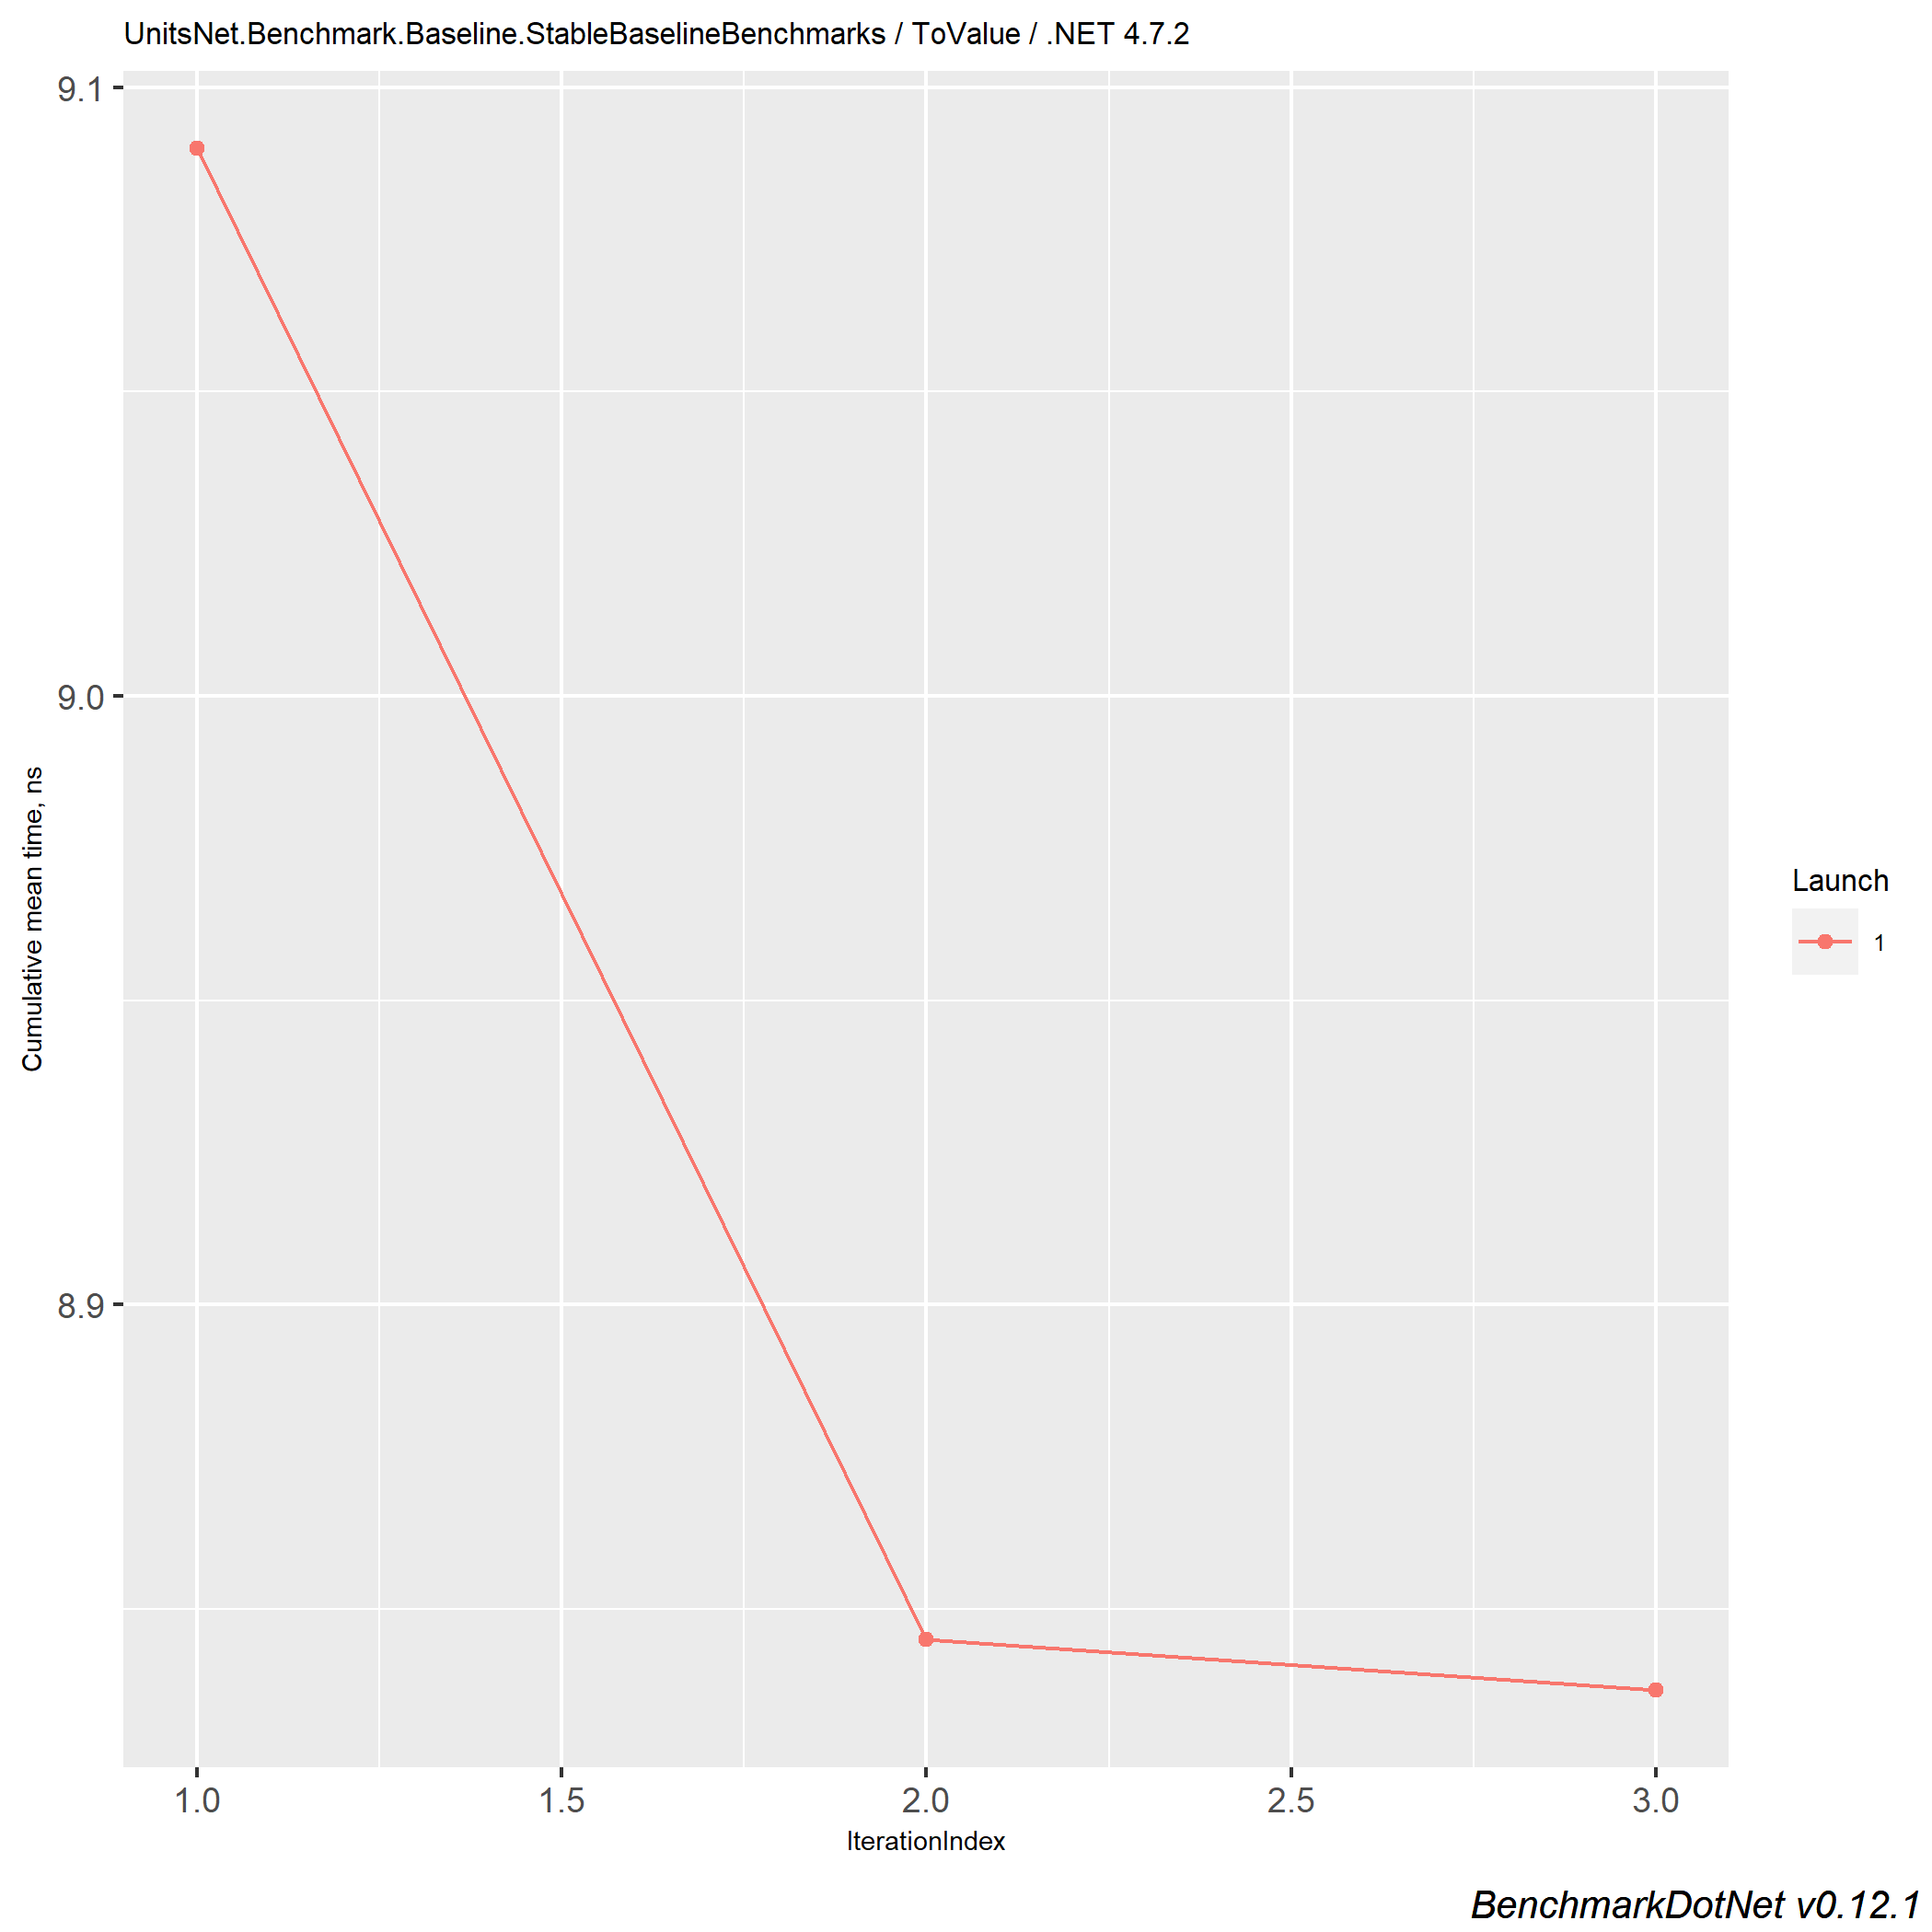 UnitsNet.Benchmark.Baseline.StableBaselineBenchmarks / ToValue / .NET 4.7.2
9.1
9.0
8.9
Cumulative mean time, ns
1.0 1.5 2.0 2.5 3.0
IterationIndex
Launch
1
BenchmarkDotNet v0.12.1